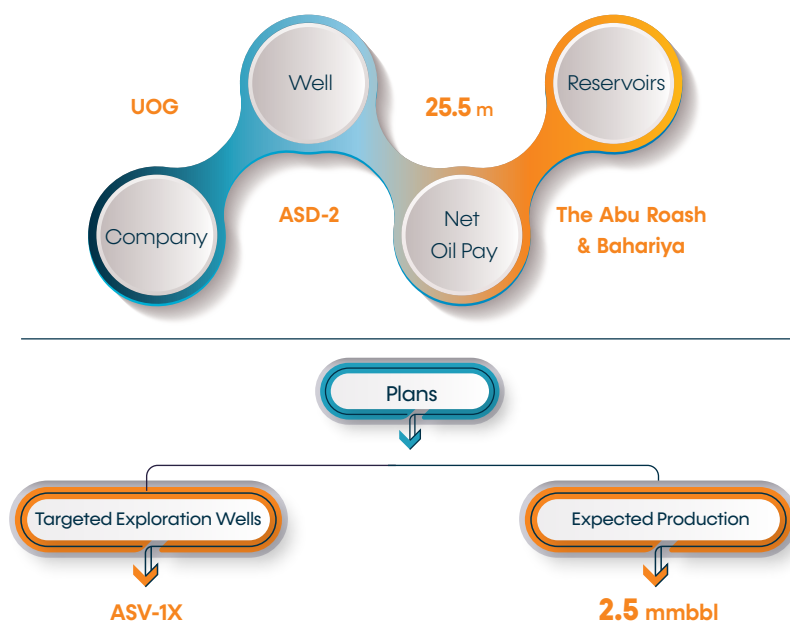 Well
Reservoirs
UOG
25.5 m
Company
ASD-2
Net
Oil Pay
The Abu Roash
& Bahariya
Plans
Targeted Exploration Wells
Expected Production
ASV-1X
2.5 mmbbl